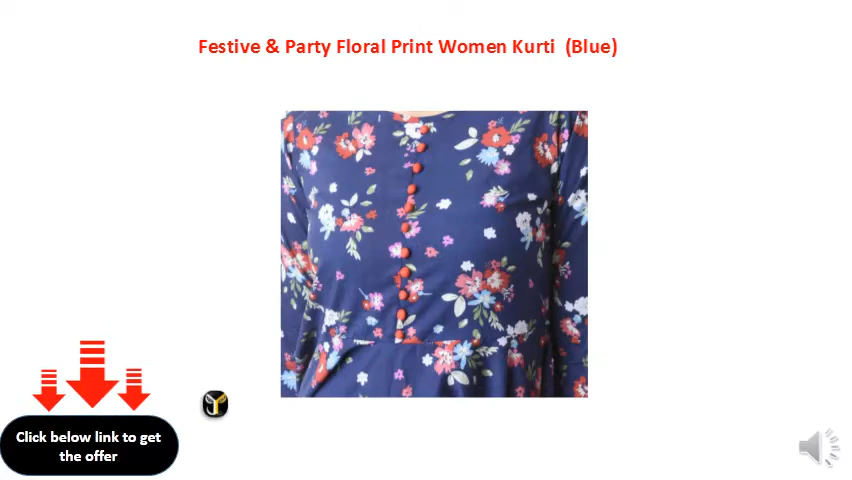 Festive & Party Floral Print Women Kurti (Blue)
Click below link to get
the offer